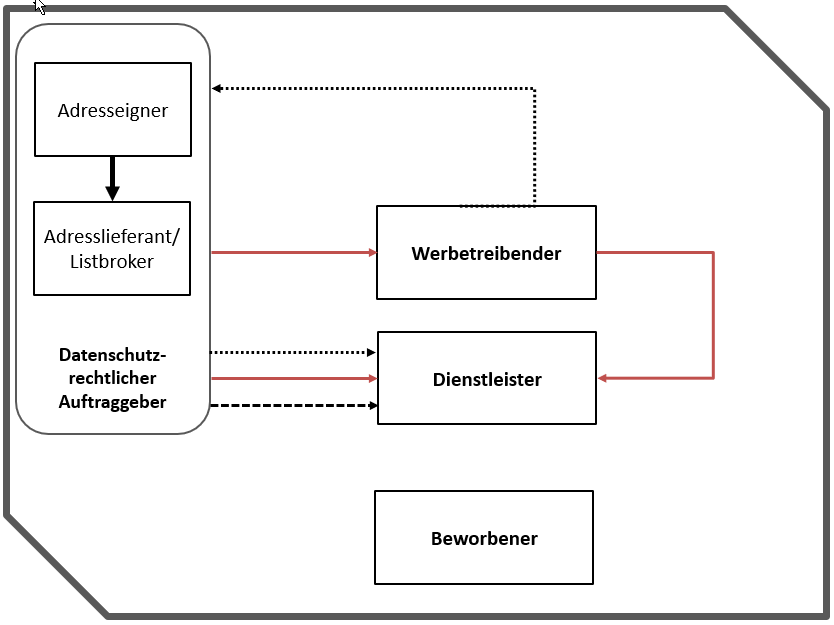 Adresseigner
Adresslieferant/
Listbroker
Werbetreibender
Datenschutz-
rechtlicher
Auftraggeber
Dienstleister
Beworbener